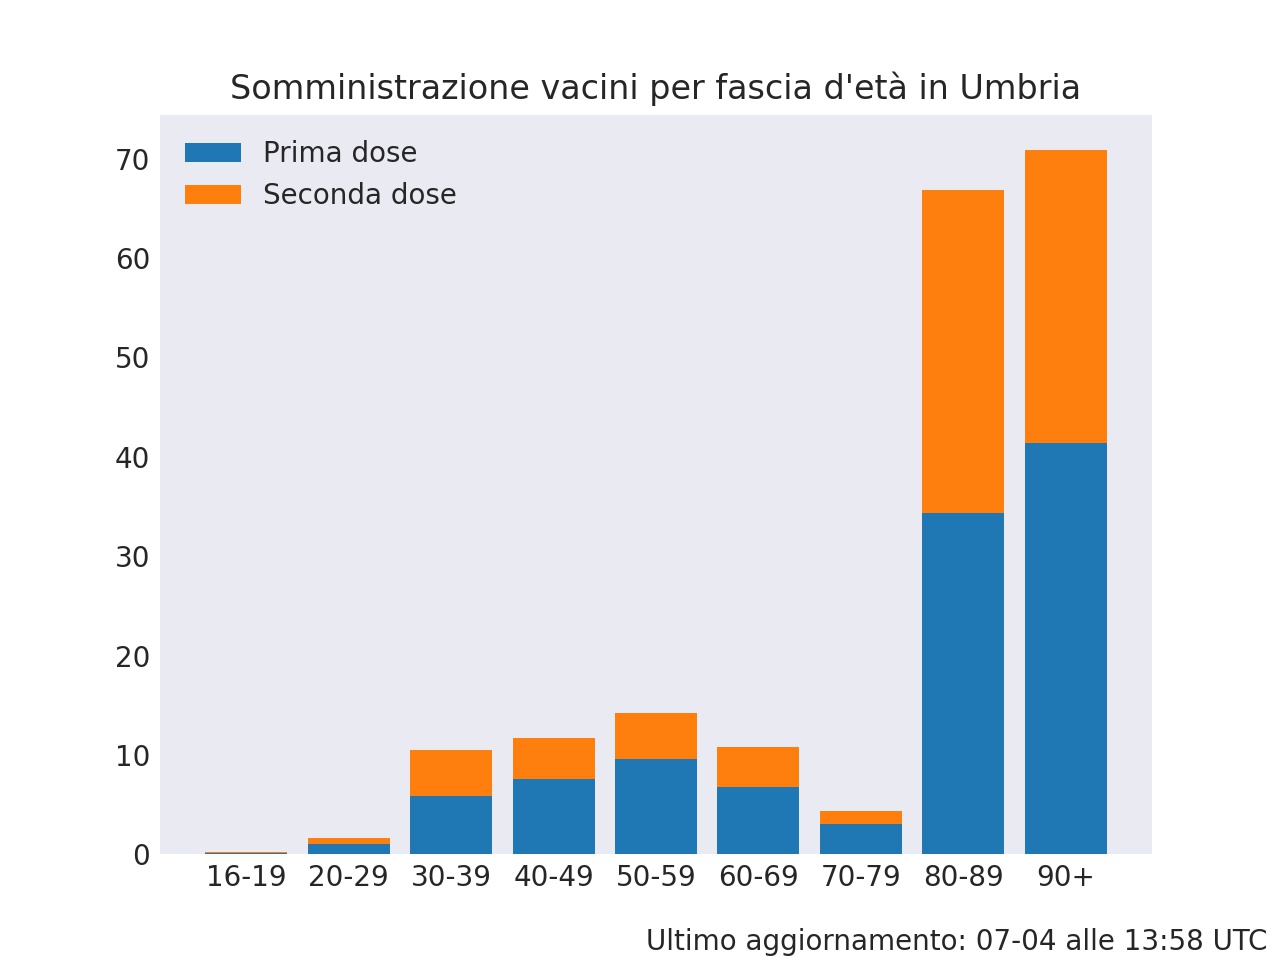 Somministrazione vacini per fascia d'età in Umbria
Prima dose
Seconda dose
70
60
50
40
30
20
10
0
16-19 20-29 30-39 40-49 50-59 60-69 70-79 80-89 90+
Ultimo aggiornamento: 07-04 alle 13:58 UTC